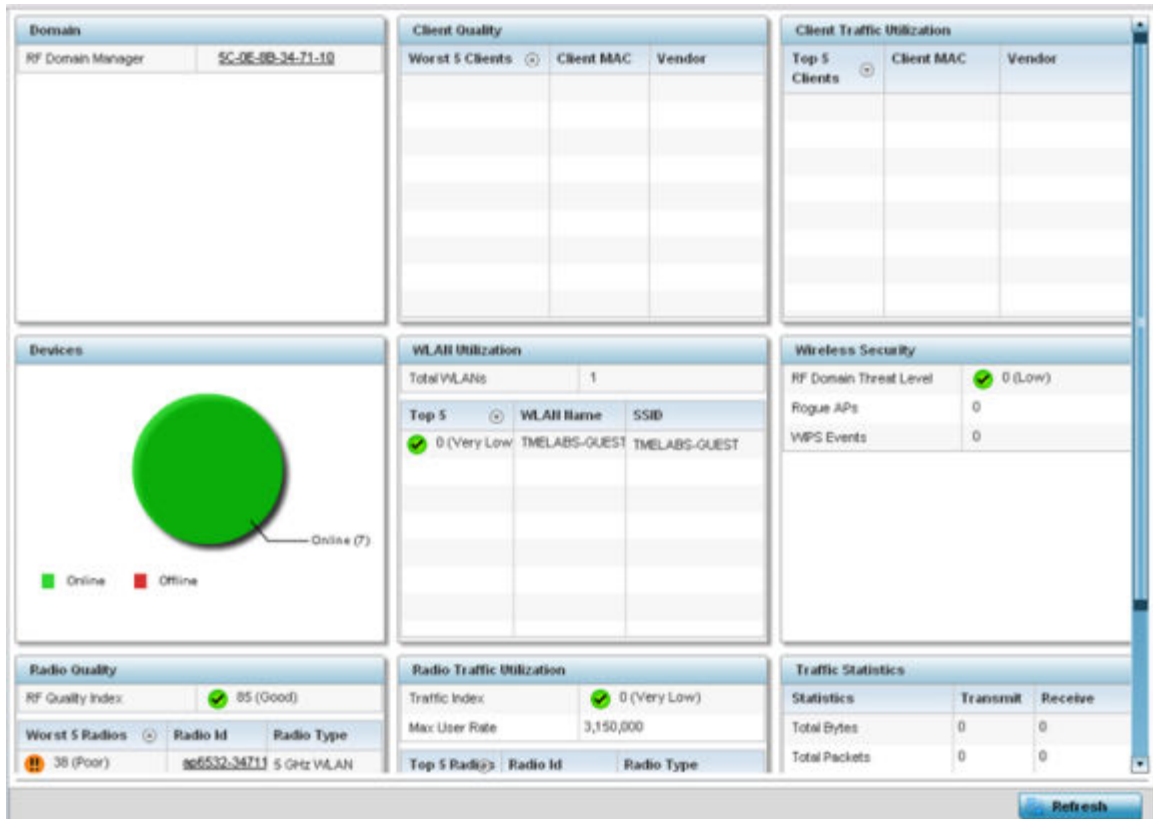 Domain
RF Domain Manager 5C-0E-8B-34-71-10
Client Quality
Worst 5 Clients Client MAC Vendor
Client Traffic Utilization
Top 5 Clients Client MAC Vendor
Devices
Online (7)
Online Offline
WLAN Utilization
Total WLANs 1
Top 5 WLAN Name SSID
0 (Very Low TMELABS-GUEST TMELABS-GUEST
Wireless Security
RF Domain Threat Level 0 (Low)
Rogue APs 0
WIPS Events 0
Radio Quality
RF Quality Index 85 (Good)
Worst 5 Radios Radio Id Radio Type
38 (Poor) ap6532-34711 5 GHz WLAN
Radio Traffic Utilization
Traffic Index 0 (Very Low)
Max User Rate 3,150,000
Top 5 Radios Radio Id Radio Type
Traffic Statistics
Statistics Transmit Receive
Total Bytes 0 0
Total Packets 0 0
Refresh